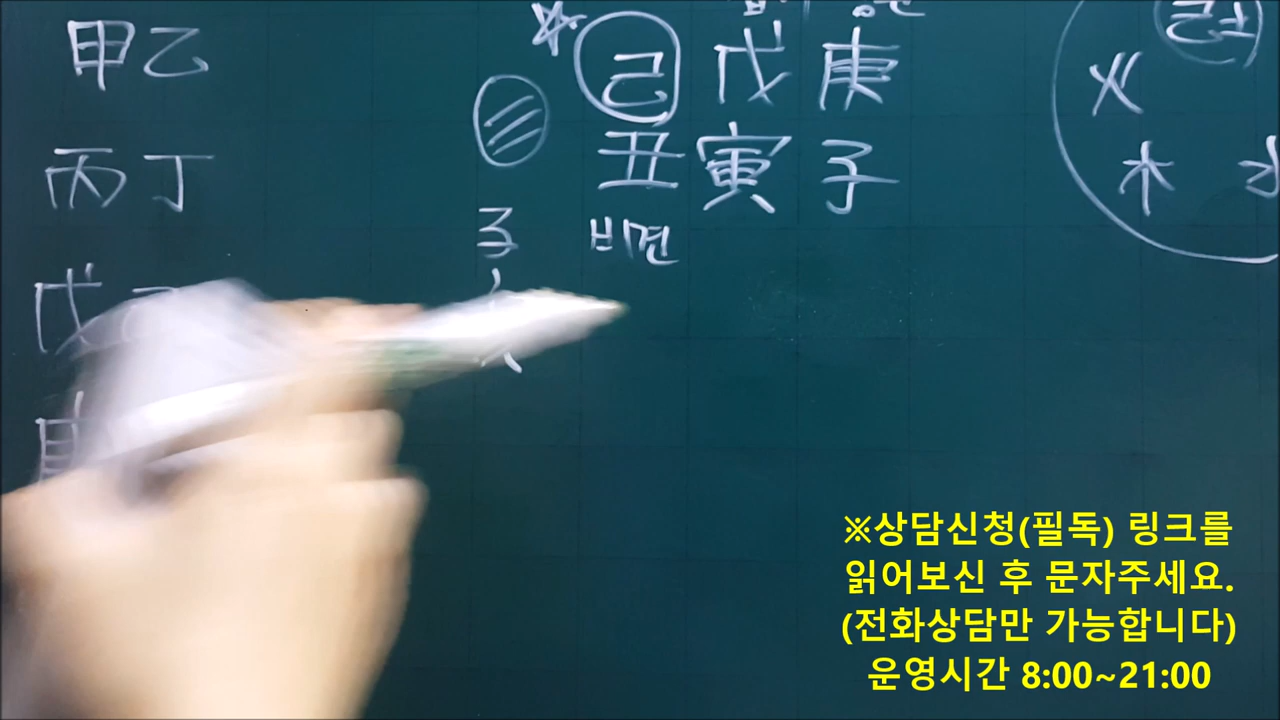 甲乙
丙丁
戊
己 戊 庚
丑 寅 子
비견
子
火
木
※상담신청(필독) 링크를
읽어보신 후 문자주세요.
(전화상담만 가능합니다)
운영시간 8:00~21:00